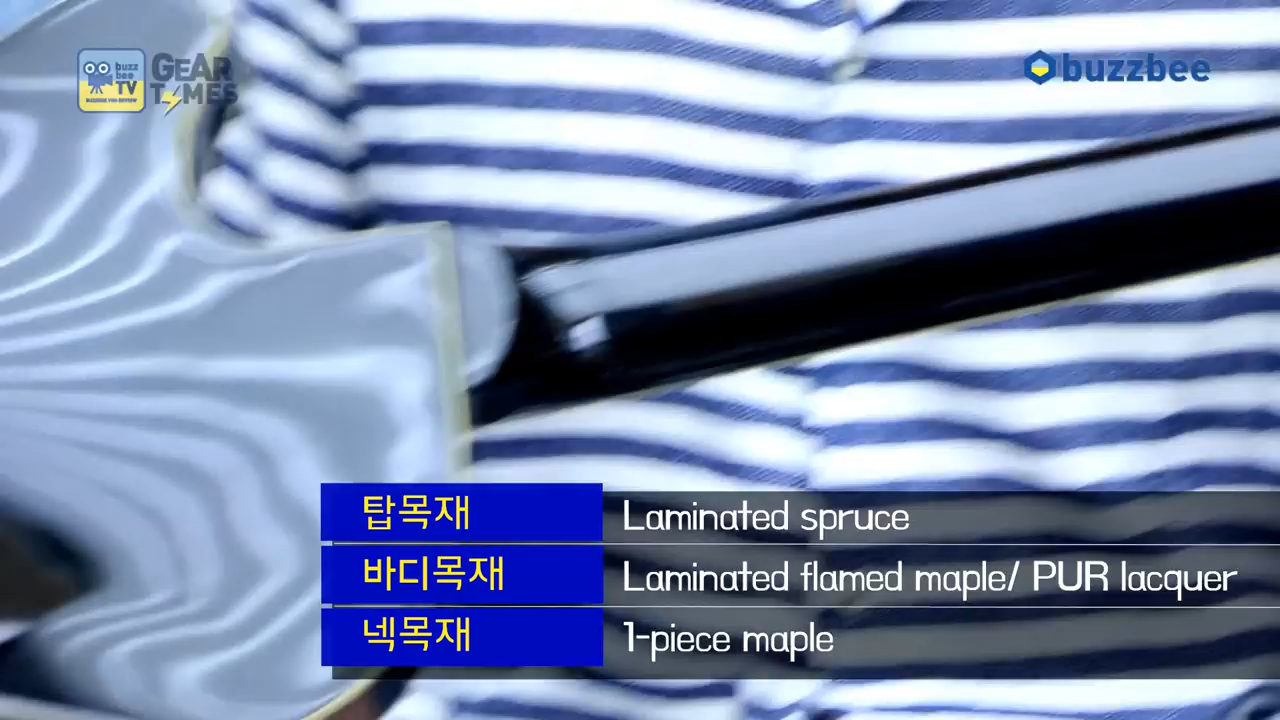 buzz
bee
TV
GEAR
TIMES
buzzbee
탑목재 Laminated spruce
바디목재 Laminated flamed maple/ PUR lacquer
넥목재 1-piece maple